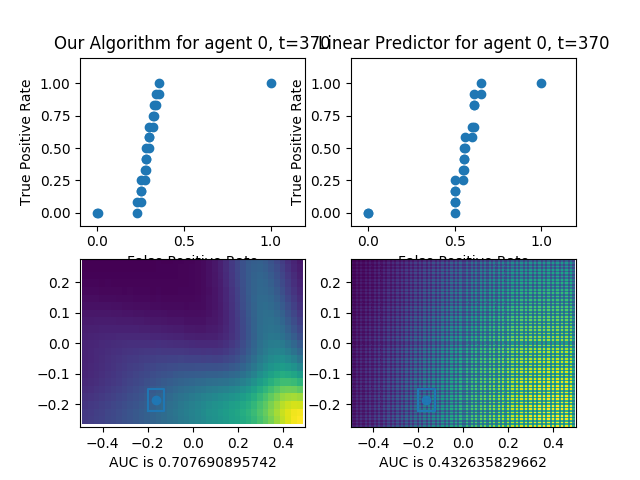 Our Algorithm for agent 0, t=370
Linear Predictor for agent 0, t=370
True Positive Rate
1.00
0.75
0.50
0.25
0.00
0.0 0.5 1.0
False Positive Rate
True Positive Rate
1.00
0.75
0.50
0.25
0.00
0.0 0.5 1.0
False Positive Rate
0.2
0.1
0.0
−0.1
−0.2
−0.4 −0.2 0.0 0.2 0.4
AUC is 0.707690895742
0.2
0.1
0.0
−0.1
−0.2
−0.4 −0.2 0.0 0.2 0.4
AUC is 0.432635829662